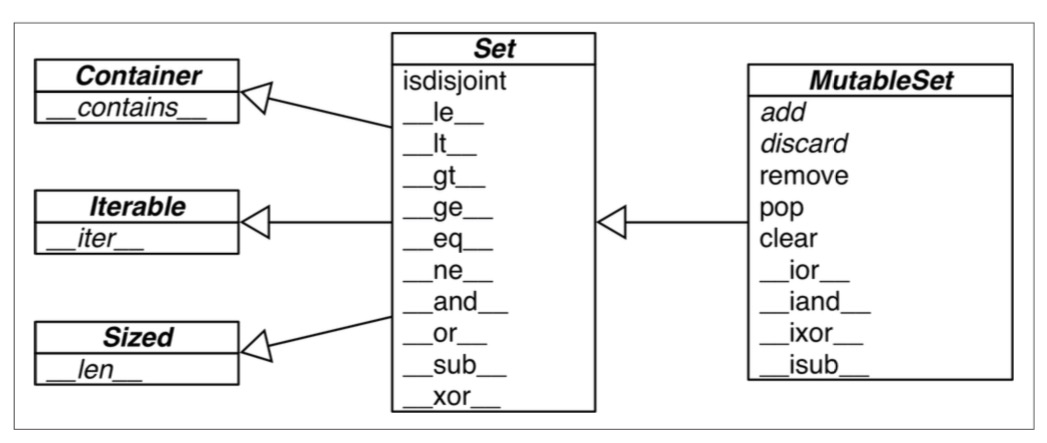 Container
__contains__
Iterable
__iter__
Sized
__len__
Set
isdisjoint
__le__
__lt__
__gt__
__ge__
__eq__
__ne__
__and__
__or__
__sub__
__xor__
MutableSet
add
discard
remove
pop
clear
__ior__
__iand__
__ixor__
__isub__